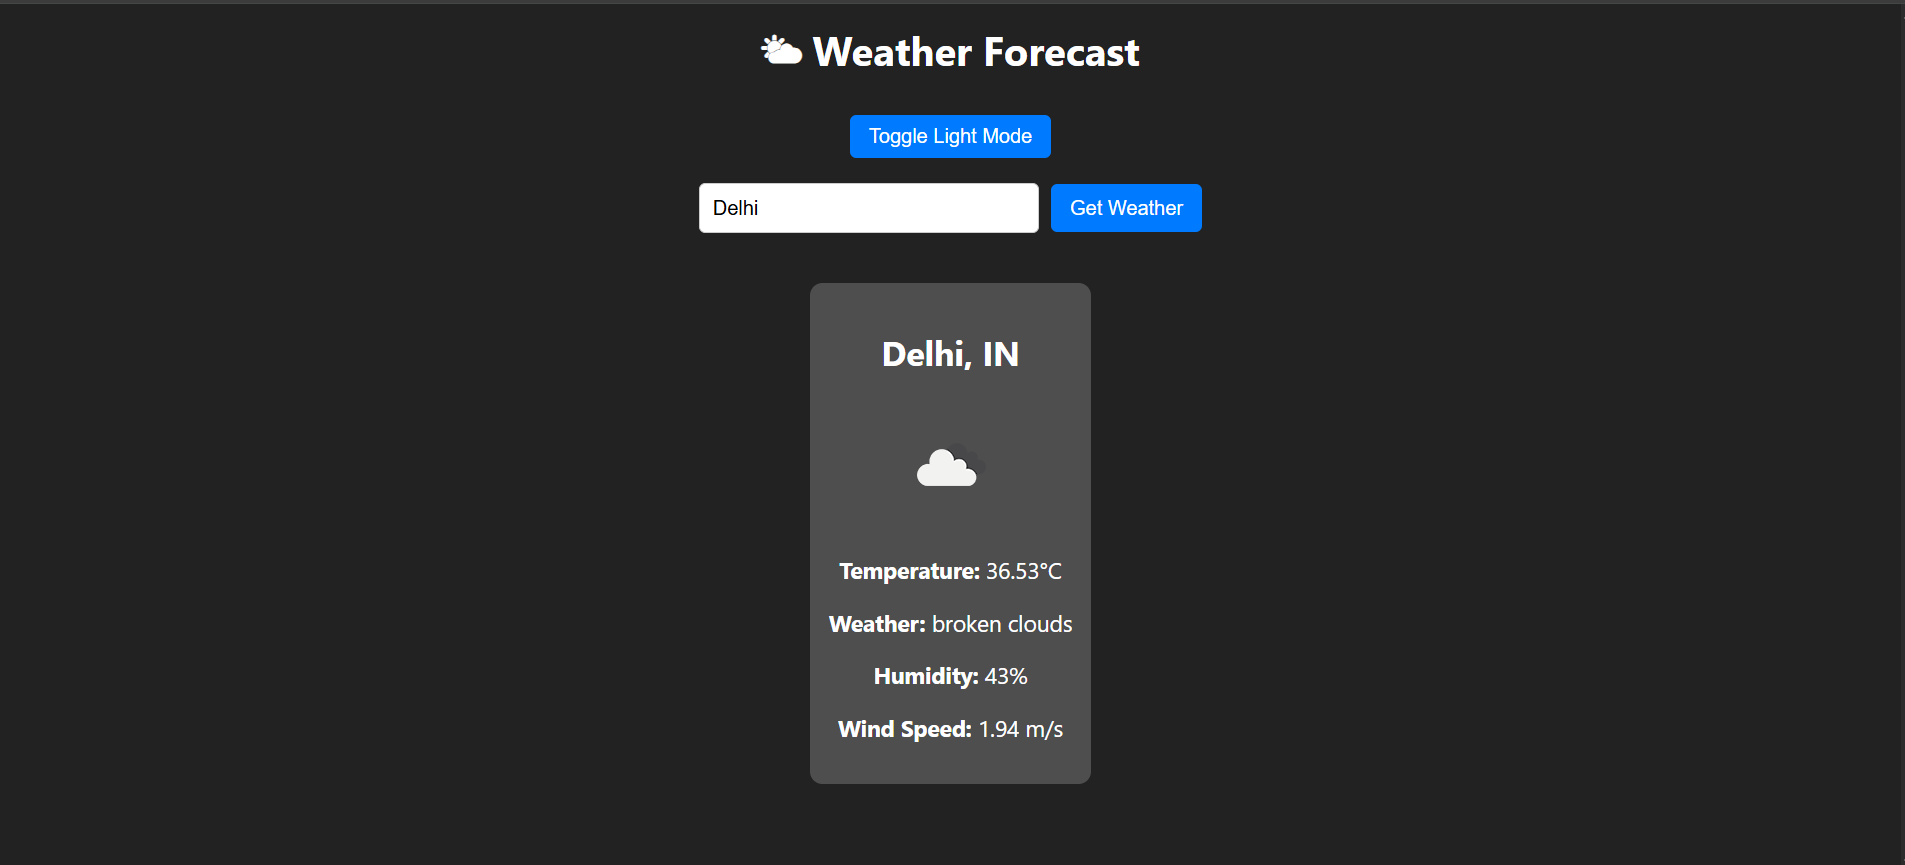 Weather Forecast
Toggle Light Mode
Delhi
Get Weather
Delhi, IN
Temperature: 36.53°C
Weather: broken clouds
Humidity: 43%
Wind Speed: 1.94 m/s